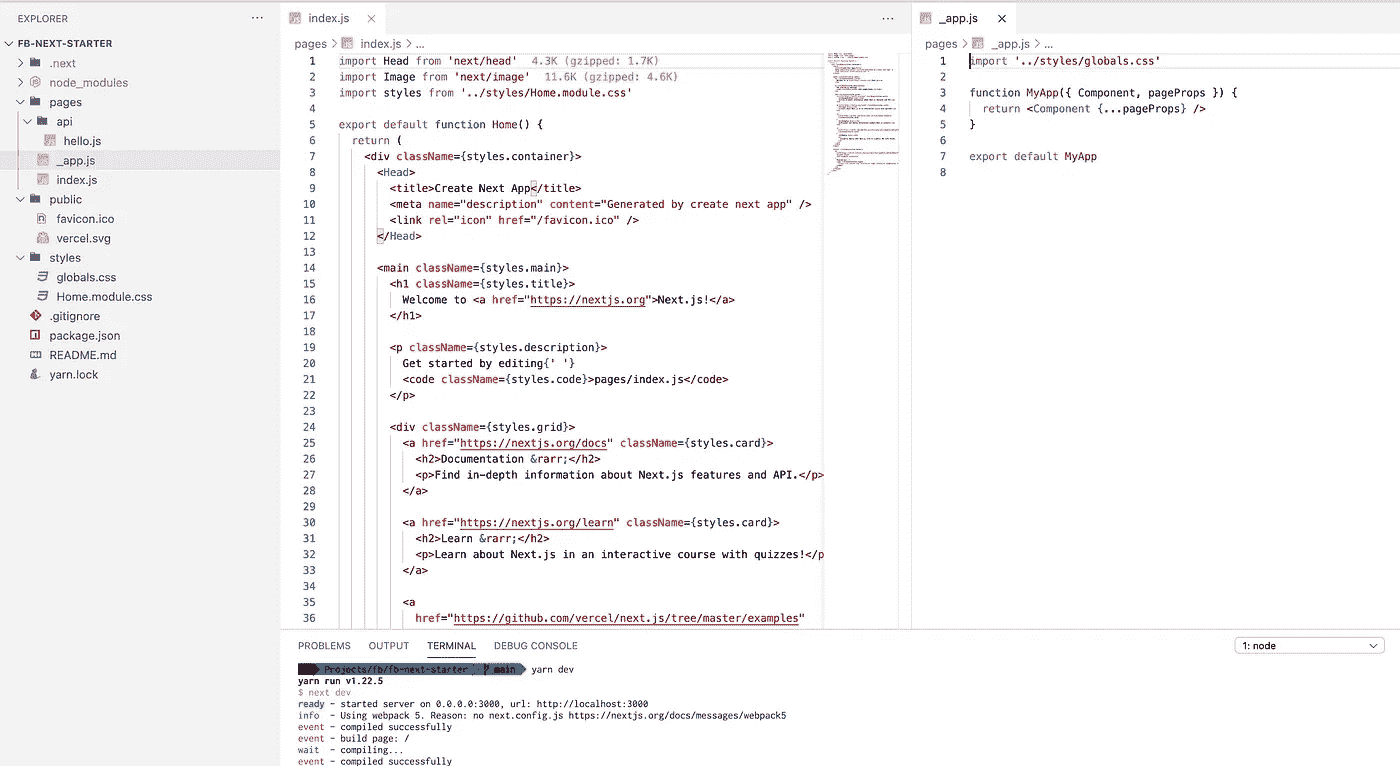 EXPLORER
FB-NEXT-STARTER
.next
node_modules
pages
api
hello.js
_app.js
index.js
public
favicon.ico
vercel.svg
styles
globals.css
Home.module.css
.gitignore
package.json
README.md
yarn.lock
index.js
pages > index.js > ...
1 import Head from 'next/head' 4.3K (gzipped: 1.7K)
2 import Image from 'next/image' 11.6K (gzipped: 4.6K)
3 import styles from '../styles/Home.module.css'
4
5 export default function Home() {
6 return (
7 <div className={styles.container}>
8 <Head>
9 <title>Create Next App</title>
10 <meta name="description" content="Generated by create next app" />
11 <link rel="icon" href="/favicon.ico" />
12 </Head>
13
14 <main className={styles.main}>
15 <h1 className={styles.title}>
16 Welcome to <a href="https://nextjs.org">Next.js!</a>
17 </h1>
18
19 <p className={styles.description}>
20 Get started by editing{' '}
21 <code className={styles.code}>pages/index.js</code>
22 </p>
23
24 <div className={styles.grid}>
25 <a href="https://nextjs.org/docs" className={styles.card}>
26 <h2>Documentation &rarr;</h2>
27 <p>Find in-depth information about Next.js features and API.</p>
28 </a>
29
30 <a href="https://nextjs.org/learn" className={styles.card}>
31 <h2>Learn &rarr;</h2>
32 <p>Learn about Next.js in an interactive course with quizzes!</p
33 </a>
34
35 <a
36 href="https://github.com/vercel/next.js/tree/master/examples"
_app.js
pages > _app.js > ...
1 import '../styles/globals.css'
2
3 function MyApp({ Component, pageProps }) {
4 return <Component {...pageProps} />
5 }
6
7 export default MyApp
8
PROBLEMS OUTPUT TERMINAL DEBUG CONSOLE
1: node
Projects/fb/fb-next-starter main yarn dev
yarn run v1.22.5
$ next dev
ready - started server on 0.0.0.0:3000, url: http://localhost:3000
info - Using webpack 5. Reason: no next.config.js https://nextjs.org/docs/messages/webpack5
event - compiled successfully
event - build page: /
wait - compiling...
event - compiled successfully